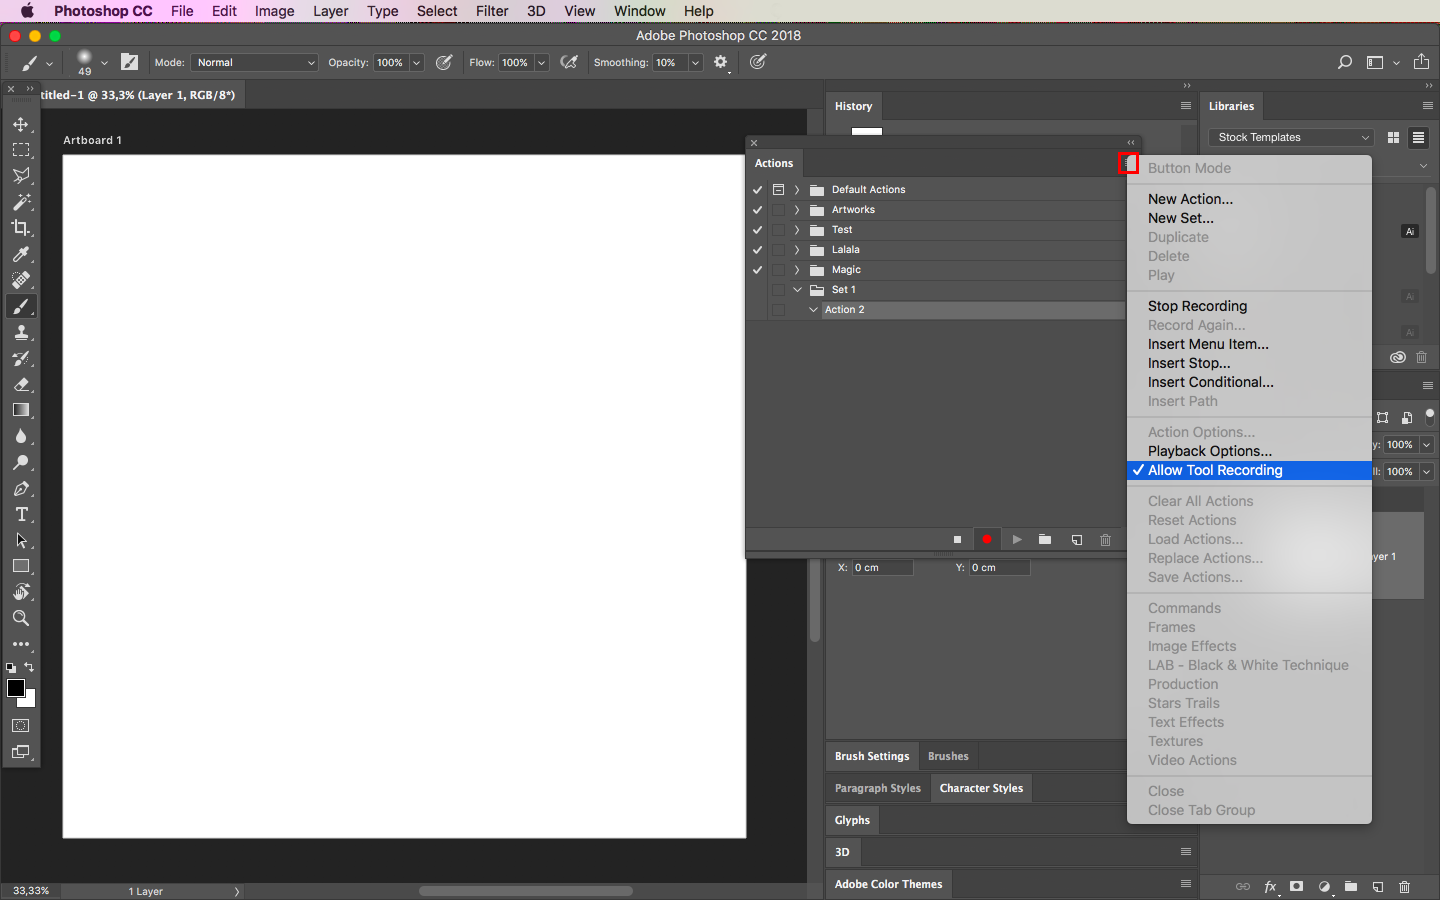 Photoshop CC File Edit Image Layer Type Select Filter 3D View Window Help
Adobe Photoshop CC 2018
49 Mode: Normal Opacity: 100% Flow: 100% Smoothing: 10%
titled-1 @ 33,3% (Layer 1, RGB/8*)
Artboard 1
History
Libraries
Stock Templates
Actions
Default Actions
Artworks
Test
Lalala
Magic
Set 1
Action 2
Button Mode
New Action...
New Set...
Duplicate
Delete
Play
Stop Recording
Record Again...
Insert Menu Item...
Insert Stop...
Insert Conditional...
Insert Path
Action Options...
Playback Options...
Allow Tool Recording
Clear All Actions
Reset Actions
Load Actions...
Replace Actions...
Save Actions...
Commands
Frames
Image Effects
LAB - Black & White Technique
Production
Stars Trails
Text Effects
Textures
Video Actions
Close
Close Tab Group
Ai
Ai
Ai
y: 100%
ll: 100%
yer 1
X: 0 cm Y: 0 cm
Brush Settings Brushes
Paragraph Styles Character Styles
Glyphs
3D
Adobe Color Themes
33,33% 1 Layer
fx